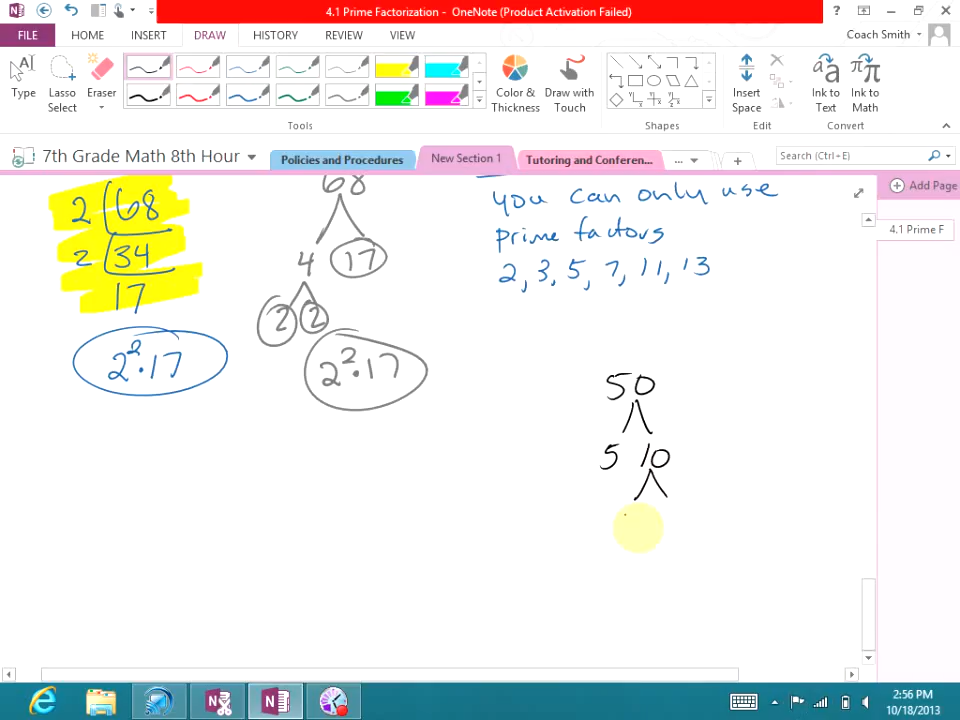 4.1 Prime Factorization - OneNote (Product Activation Failed)
FILE HOME INSERT DRAW HISTORY REVIEW VIEW Coach Smith
Type Lasso Select Eraser Color & Thickness Draw with Touch Insert Space Ink to Text Ink to Math
Tools Shapes Edit Convert
7th Grade Math 8th Hour Policies and Procedures New Section 1 Tutoring and Conferen... ... + Search (Ctrl+E)
Add Page
4.1 Prime F
2 68
2 34
17
2².17
68
4 17
2 2
2².17
you can only use
prime factors
2, 3, 5, 7, 11, 13
50
5 10
2:56 PM
10/18/2013